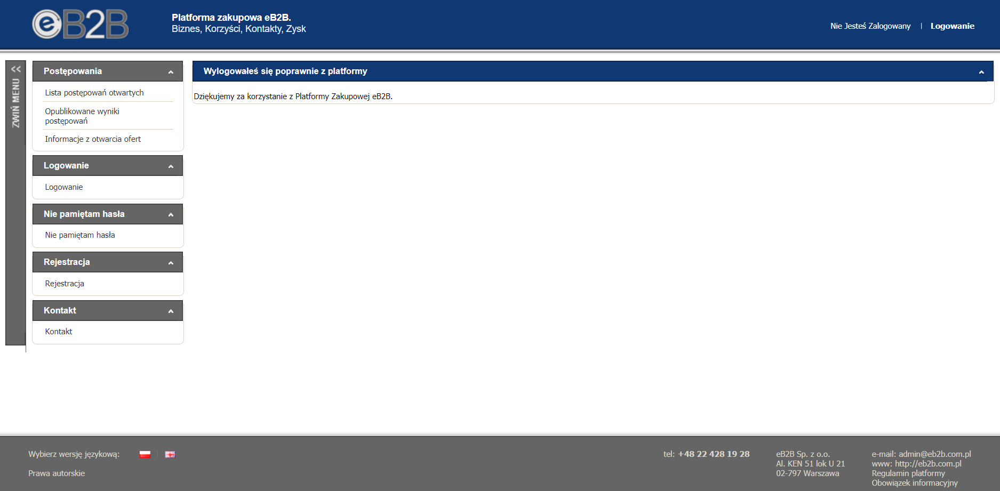 eB2B
Platforma zakupowa eB2B.
Biznes, Korzyści, Kontakty, Zysk
Nie Jesteś Zalogowany | Logowanie
<< ZWIŃ MENU
Postępowania
Lista postępowań otwartych
Opublikowane wyniki
postępowań
Informacje z otwarcia ofert
Logowanie
Logowanie
Nie pamiętam hasła
Nie pamiętam hasła
Rejestracja
Rejestracja
Kontakt
Kontakt
Wylogowałeś się poprawnie z platformy
Dziękujemy za korzystanie z Platformy Zakupowej eB2B.
Wybierz wersję językową:
Prawa autorskie
tel: +48 22 428 19 28
eB2B Sp. z o.o.
Al. KEN 51 lok U 21
02-797 Warszawa
e-mail: admin@eb2b.com.pl
www: http://eb2b.com.pl
Regulamin platformy
Obowiązek informacyjny